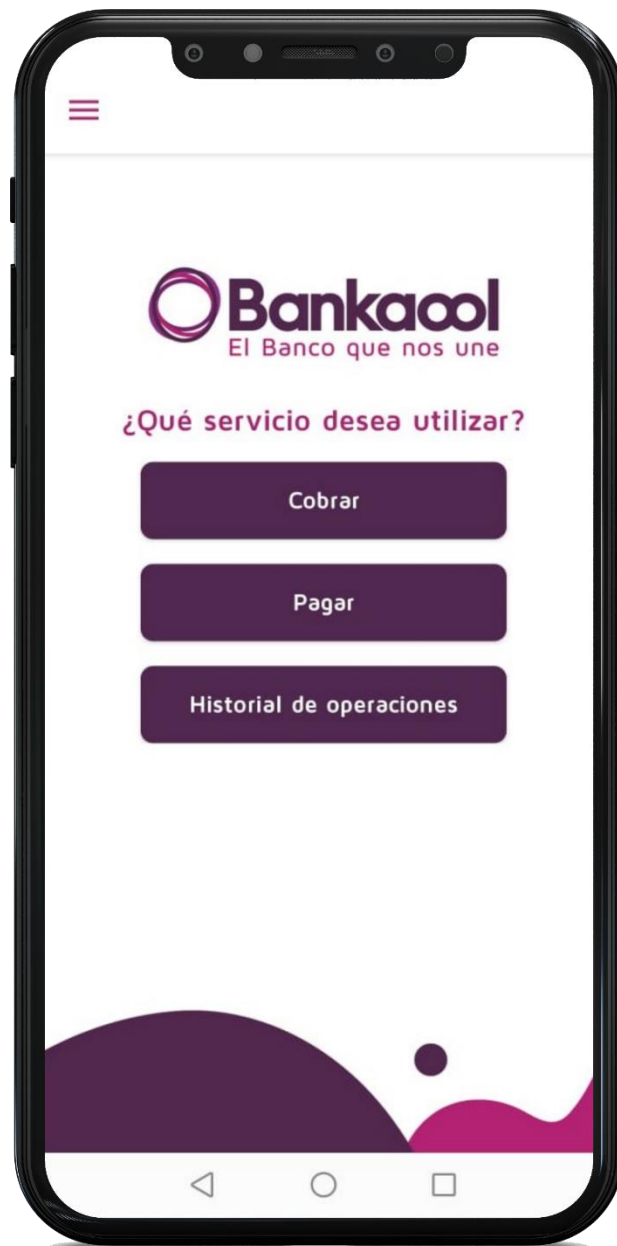 Bankaool
El Banco que nos une
¿Qué servicio desea utilizar?
Cobrar
Pagar
Historial de operaciones